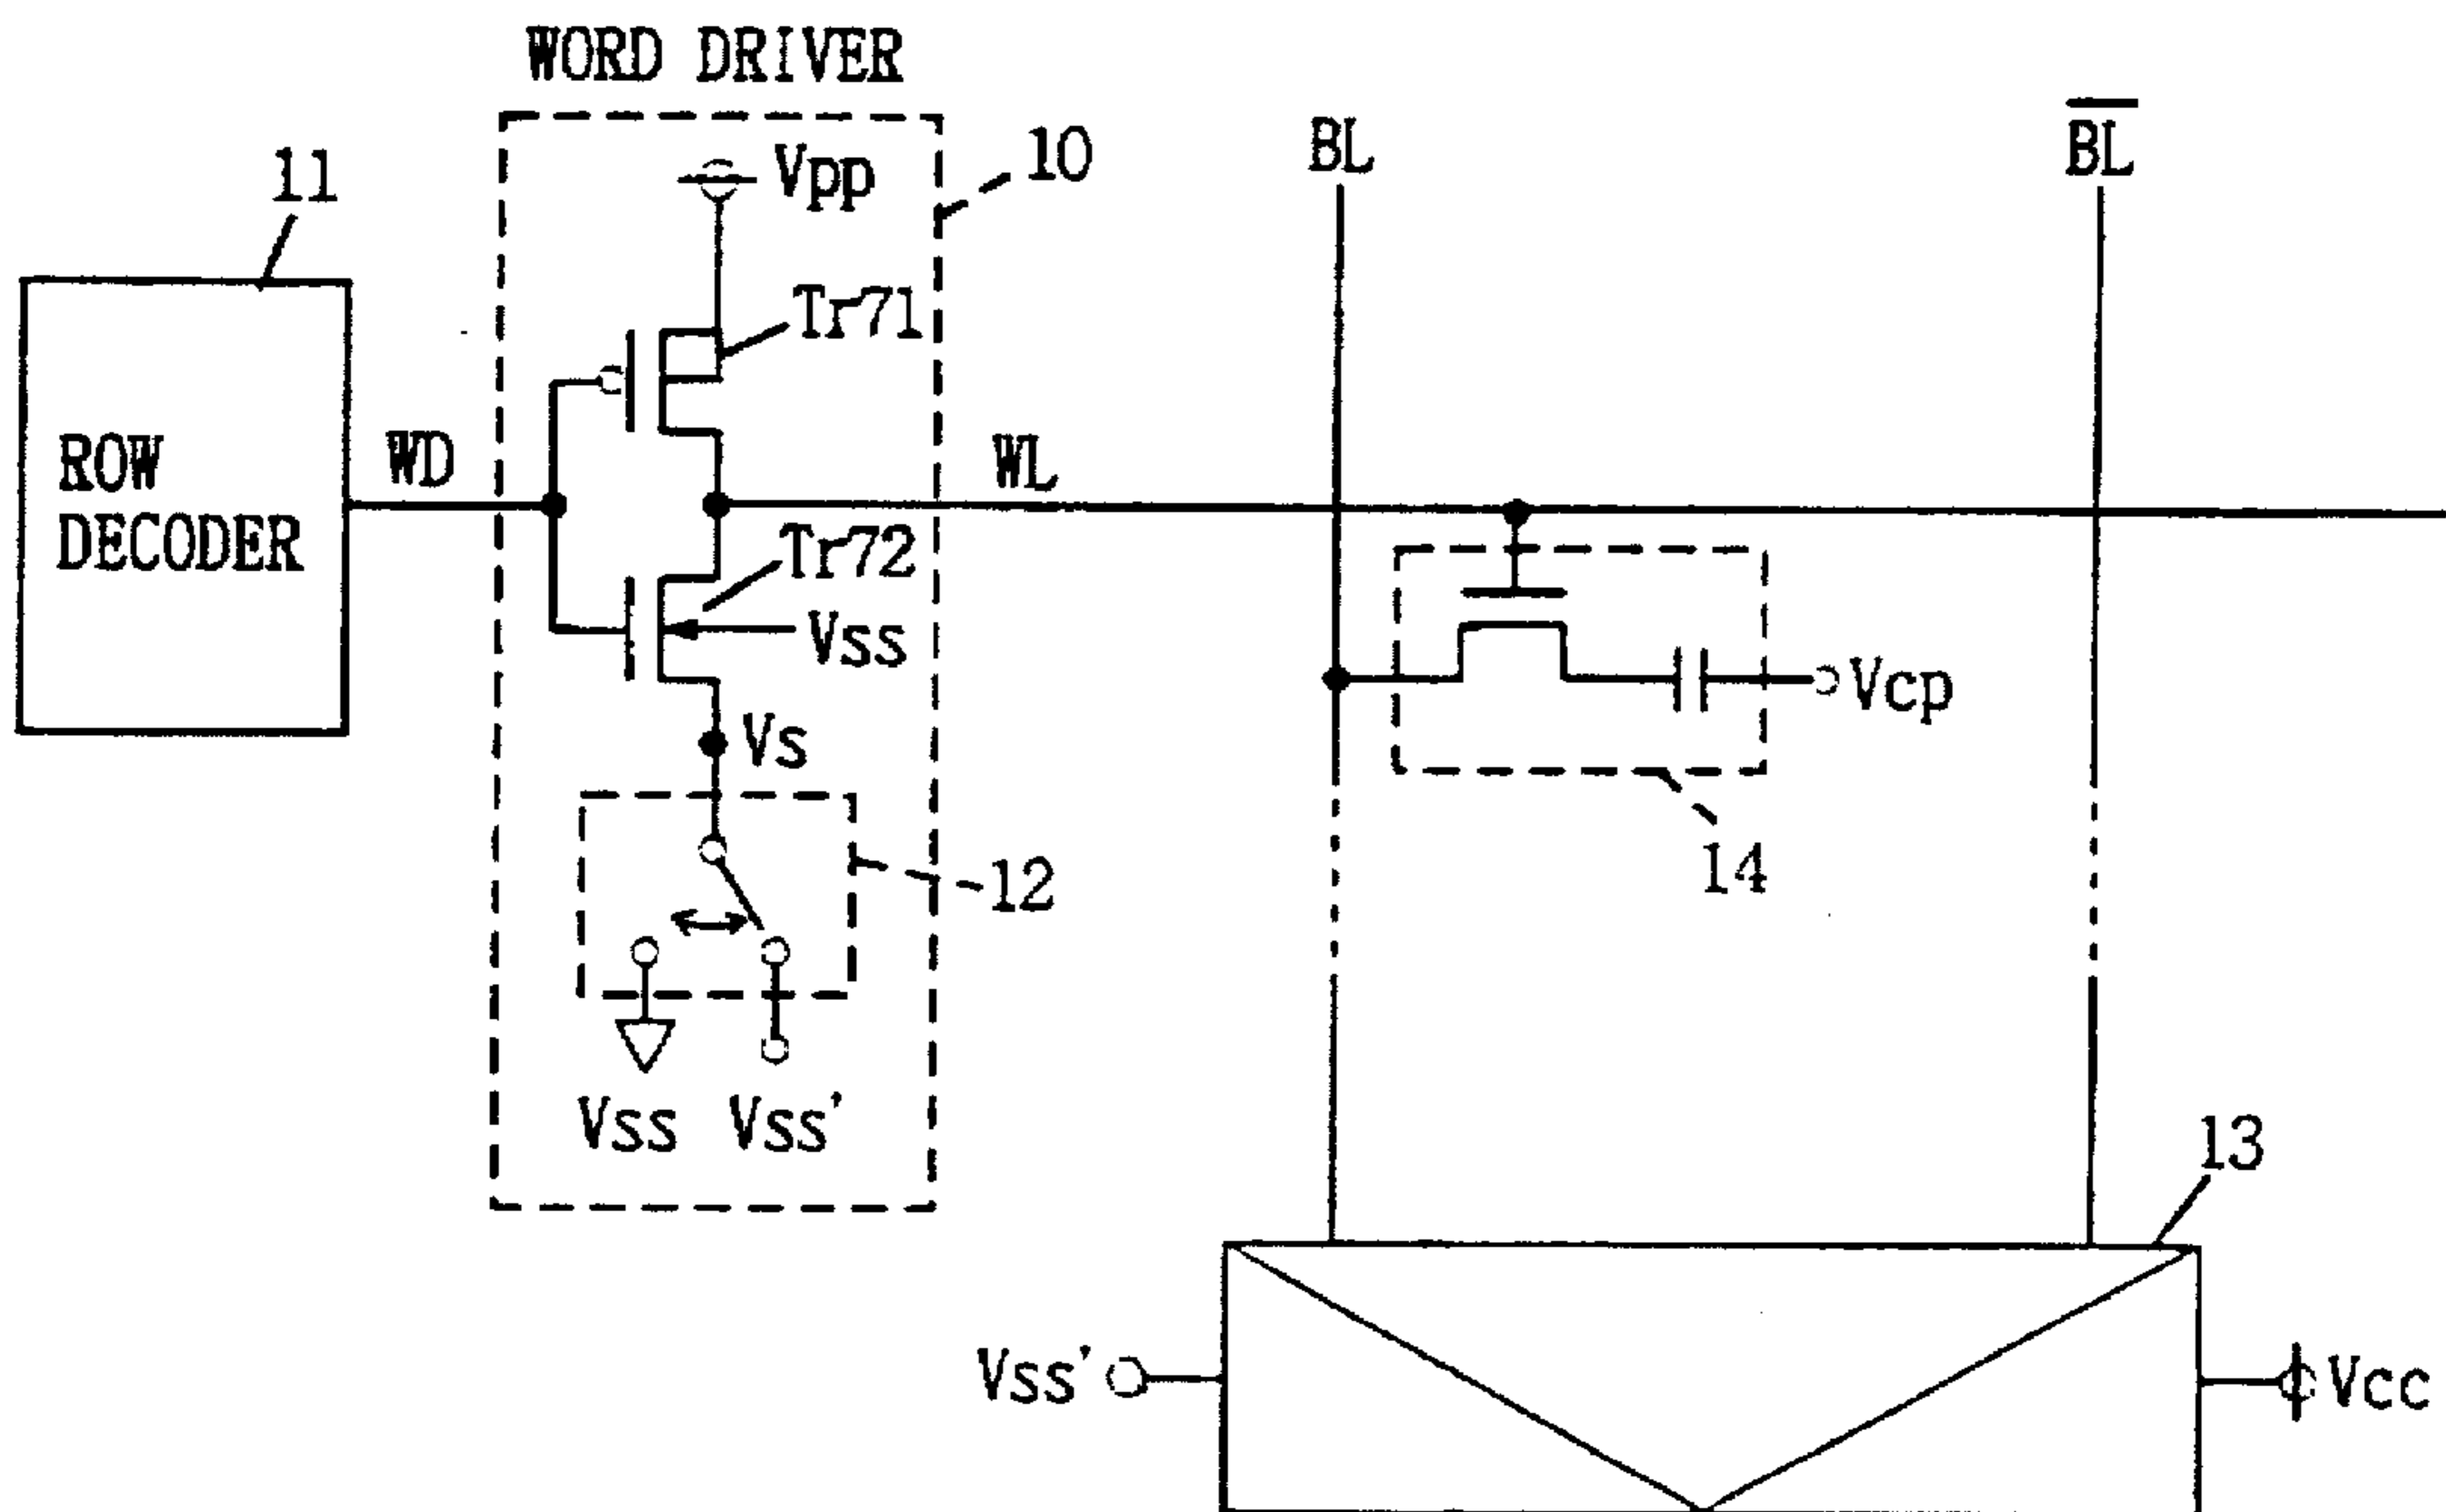 WORD DRIVER
11
Vpp
10
BL
B̅L̅
Tr71
ROW
DECODER
WD
WL
Tr72
Vss
Vcp
Vs
14
12
Vss Vss'
13
Vss'
Vcc